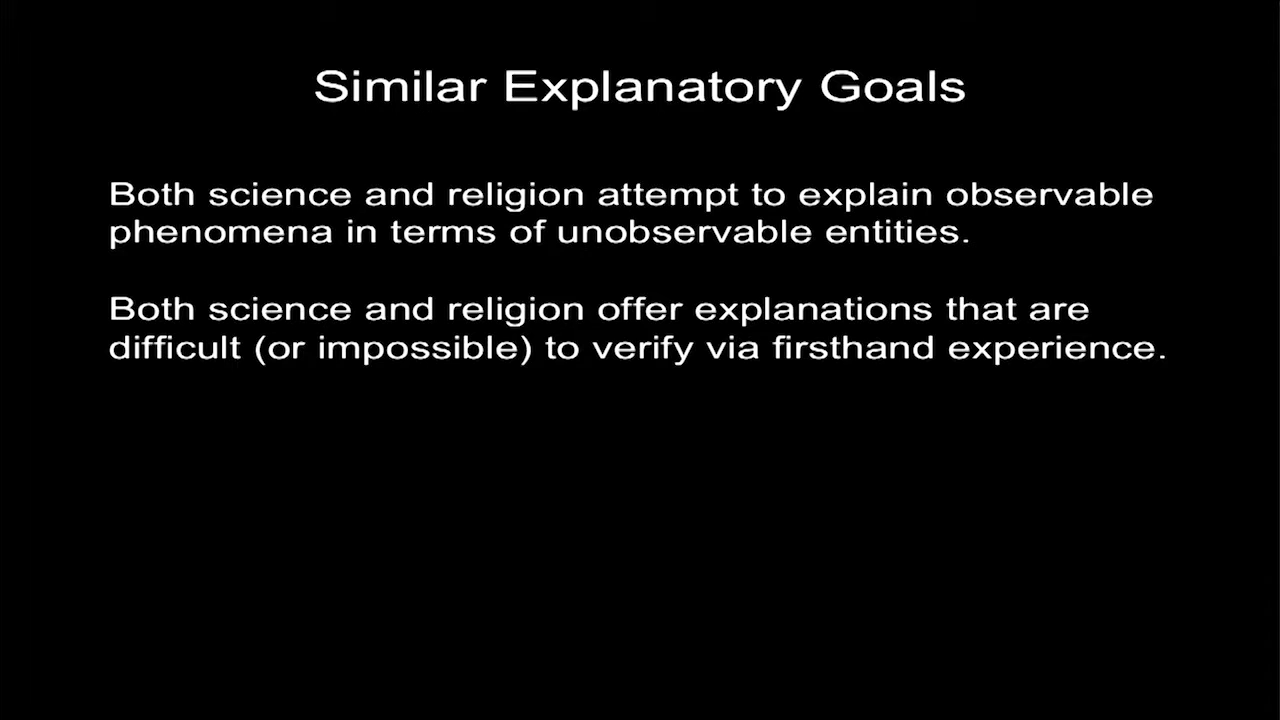 Similar Explanatory Goals
Both science and religion attempt to explain observable
phenomena in terms of unobservable entities.
Both science and religion offer explanations that are
difficult (or impossible) to verify via firsthand experience.